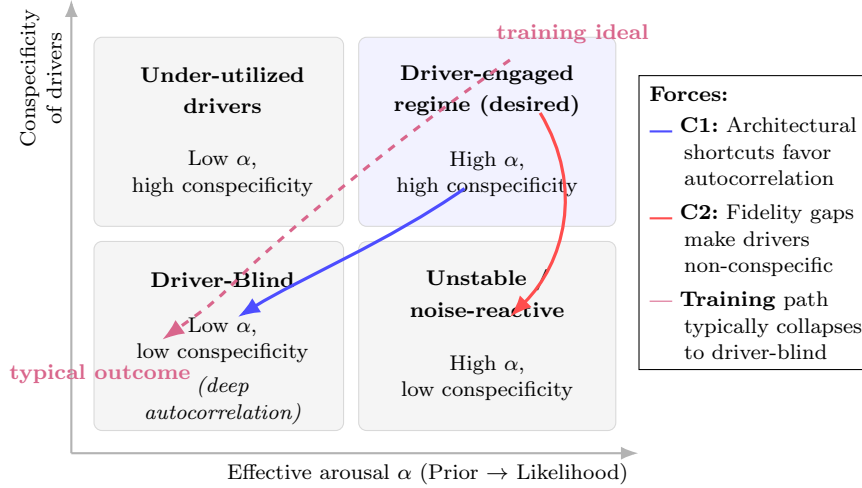 Conspecificity
of drivers
training ideal
Under-utilized
drivers
Low α,
high conspecificity
Driver-engaged
regime (desired)
High α,
high conspecificity
Driver-Blind
Low α,
low conspecificity
(deep
autocorrelation)
typical outcome
Unstable /
noise-reactive
High α,
low conspecificity
Effective arousal α (Prior → Likelihood)
Forces:
C1: Architectural
shortcuts favor
autocorrelation
C2: Fidelity gaps
make drivers
non-conspecific
Training path
typically collapses
to driver-blind